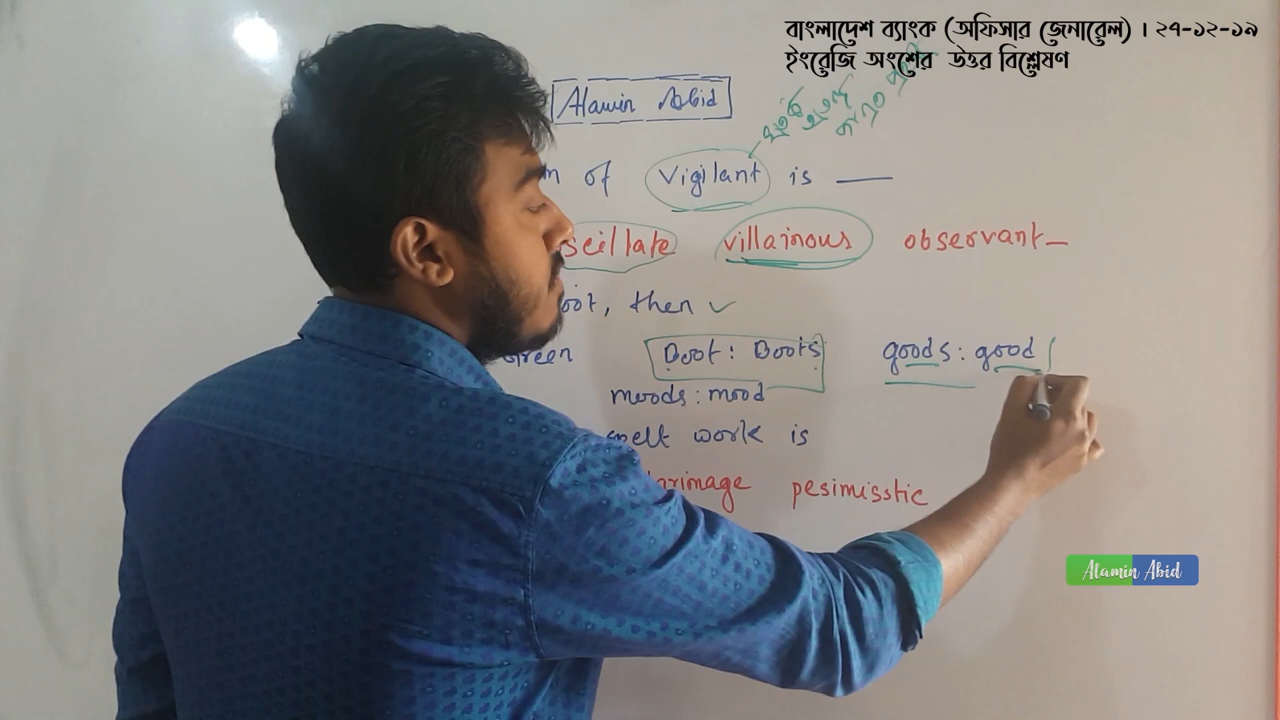 বাংলাদেশ ব্যাংক (অফিসার জেনারেল) । ২৭-১২-১৯
ইংরেজি অংশের উত্তর বিশ্লেষণ
Alamin Abid
of vigilant is
villainous observant
then
Boot: Boots goods: good
moods: mood
spelt work is
pesimisstic
Alamin Abid